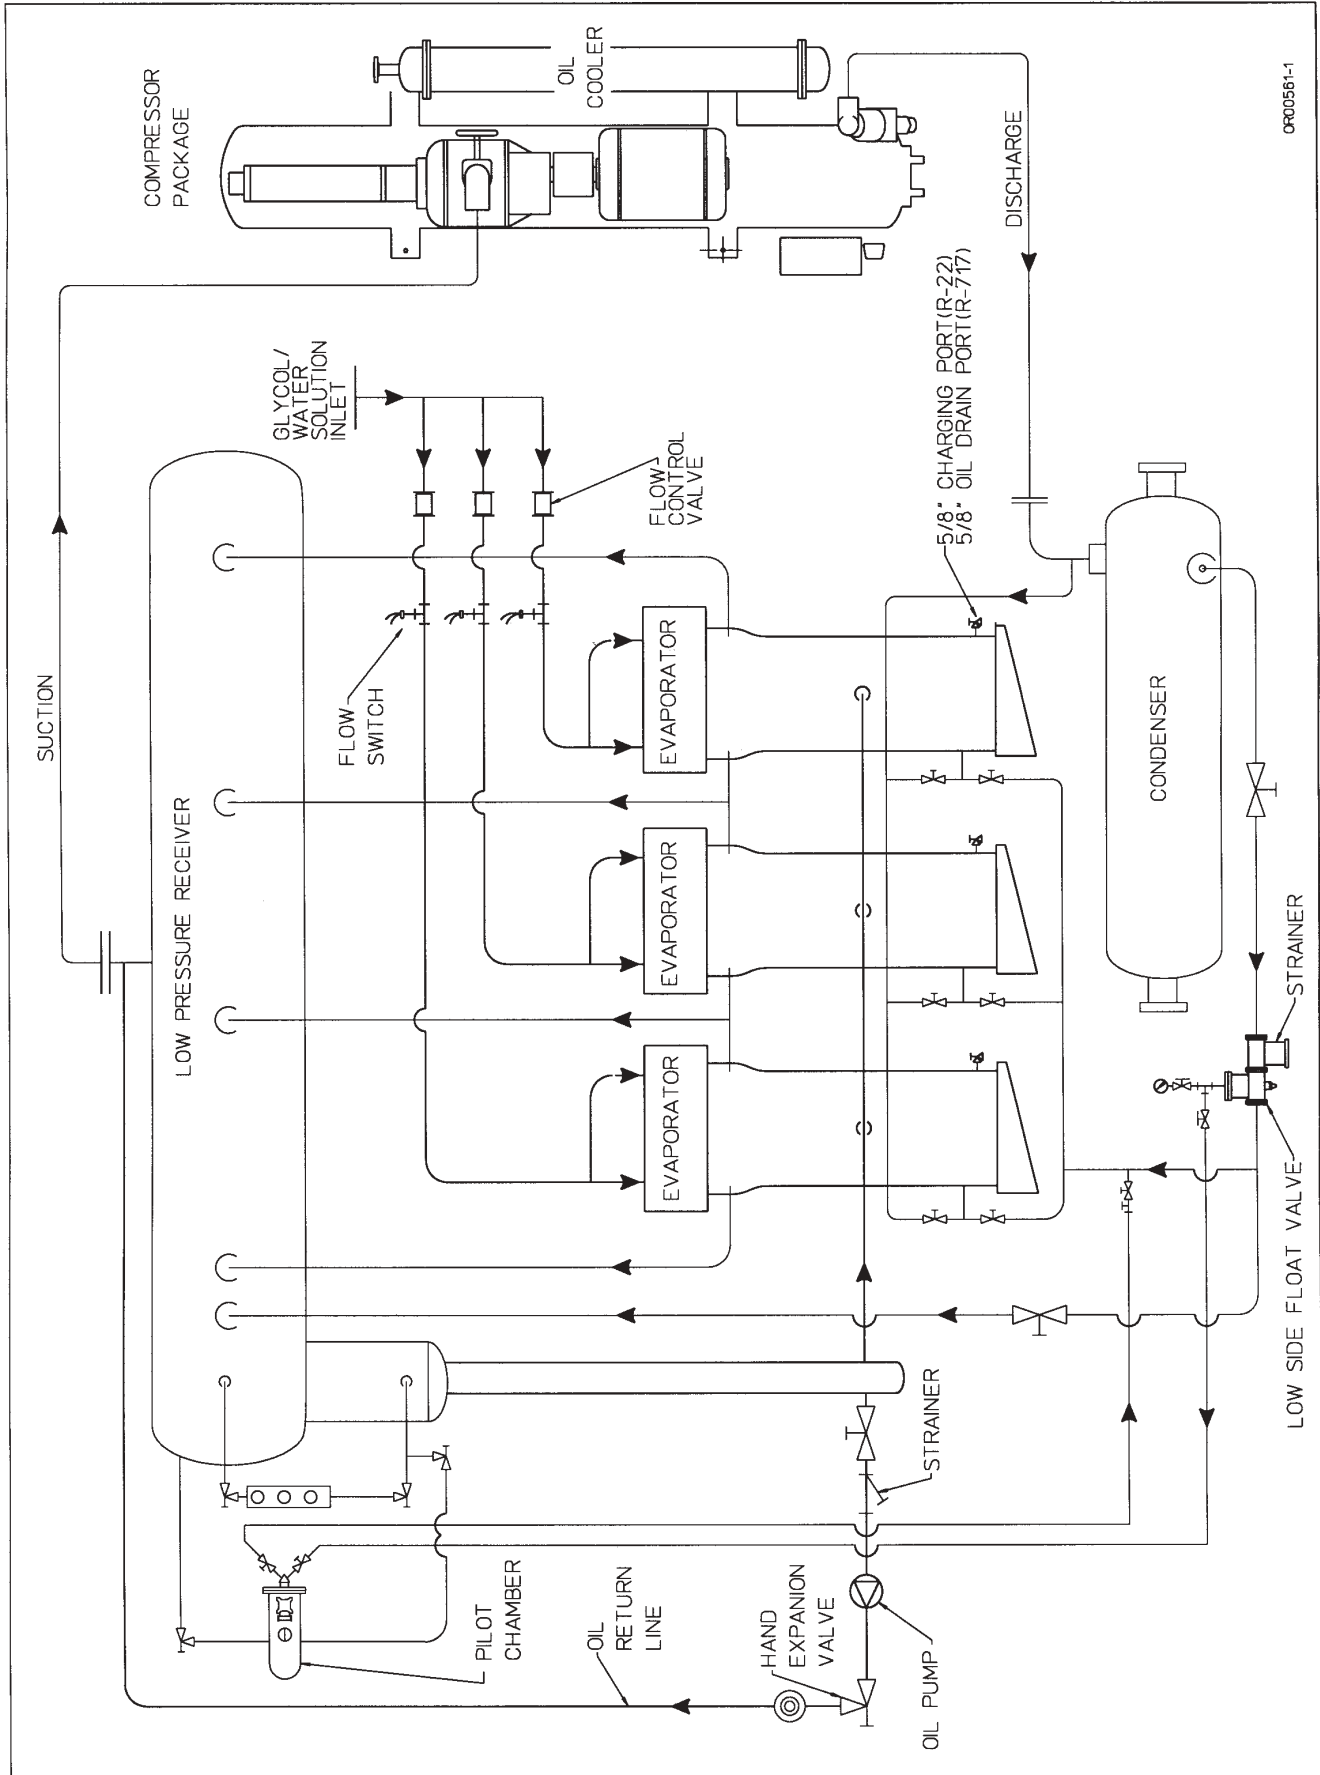 COMPRESSOR
PACKAGE
OIL
COOLER
SUCTION
DISCHARGE
GLYCOL/
WATER
SOLUTION
INLET
LOW PRESSURE RECEIVER
FLOW
SWITCH
FLOW
CONTROL
VALVE
5/8" CHARGING PORT(R-22)
5/8" OIL DRAIN PORT(R-717)
EVAPORATOR
EVAPORATOR
EVAPORATOR
CONDENSER
STRAINER
LOW SIDE FLOAT VALVE
STRAINER
PILOT
CHAMBER
OIL
RETURN
LINE
HAND
EXPANION
VALVE
OIL PUMP
OR00561-1